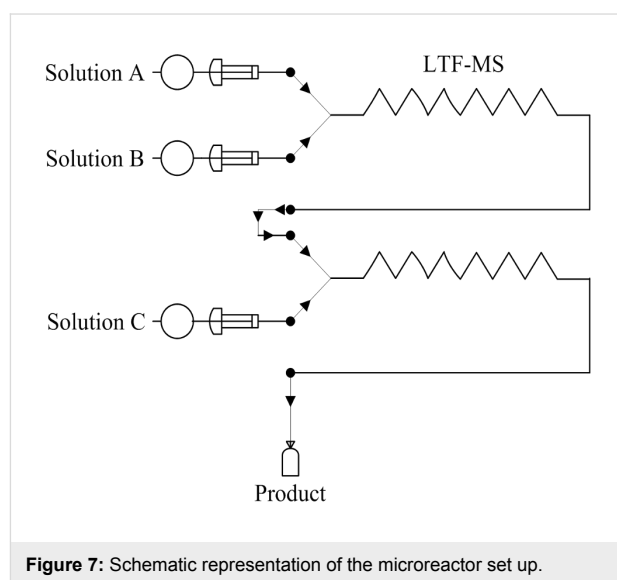 Solution A
LTF-MS
Solution B
Solution C
Product
Figure 7: Schematic representation of the microreactor set up.